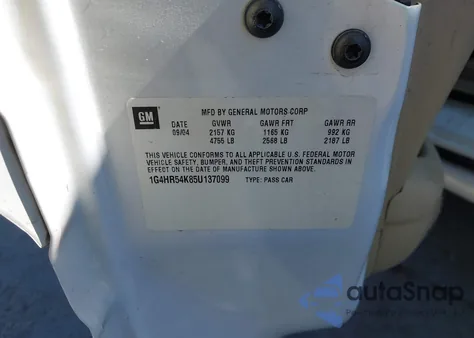 GM
MFD BY GENERAL MOTORS CORP
DATE GVWR GAWR FRT GAWR RR
09/04 2157 KG 1165 KG 992 KG
4755 LB 2568 LB 2187 LB
THIS VEHICLE CONFORMS TO ALL APPLICABLE U.S. FEDERAL MOTOR
VEHICLE SAFETY, BUMPER, AND THEFT PREVENTION STANDARDS IN
EFFECT ON THE DATE OF MANUFACTURE SHOWN ABOVE.
1G4HR54K85U137099 TYPE: PASS CAR
autoSnap